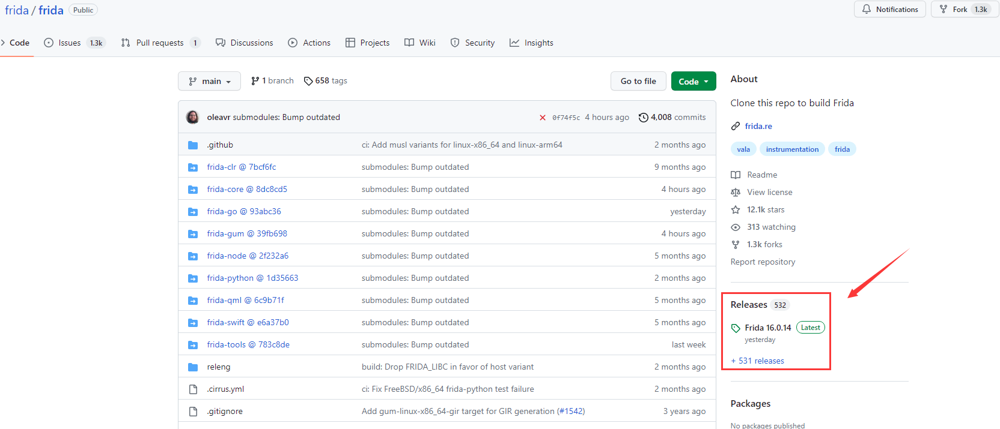 frida / frida Public
Notifications Fork 1.3k
Code Issues 1.3k Pull requests 1 Discussions Actions Projects Wiki Security Insights
main 1 branch 658 tags Go to file Code
oleavr submodules: Bump outdated 0f74f5c 4 hours ago 4,008 commits
.github ci: Add musl variants for linux-x86_64 and linux-arm64 2 months ago
frida-clr @ 7bcf6fc submodules: Bump outdated 9 months ago
frida-core @ 8dc8cd5 submodules: Bump outdated 4 hours ago
frida-go @ 93abc36 submodules: Bump outdated yesterday
frida-gum @ 39fb698 submodules: Bump outdated 4 hours ago
frida-node @ 2f232a6 submodules: Bump outdated 5 months ago
frida-python @ 1d35663 submodules: Bump outdated 2 months ago
frida-qml @ 6c9b71f submodules: Bump outdated 5 months ago
frida-swift @ e6a37b0 submodules: Bump outdated 5 months ago
frida-tools @ 783c8de submodules: Bump outdated last week
releng build: Drop FRIDA_LIBC in favor of host variant 2 months ago
.cirrus.yml ci: Fix FreeBSD/x86_64 frida-python test failure 2 months ago
.gitignore Add gum-linux-x86_64-gir target for GIR generation (#1542) 3 years ago
About
Clone this repo to build Frida
frida.re
vala instrumentation frida
Readme
View license
12.1k stars
313 watching
1.3k forks
Report repository
Releases 532
Frida 16.0.14 Latest
yesterday
+ 531 releases
Packages
No packages published